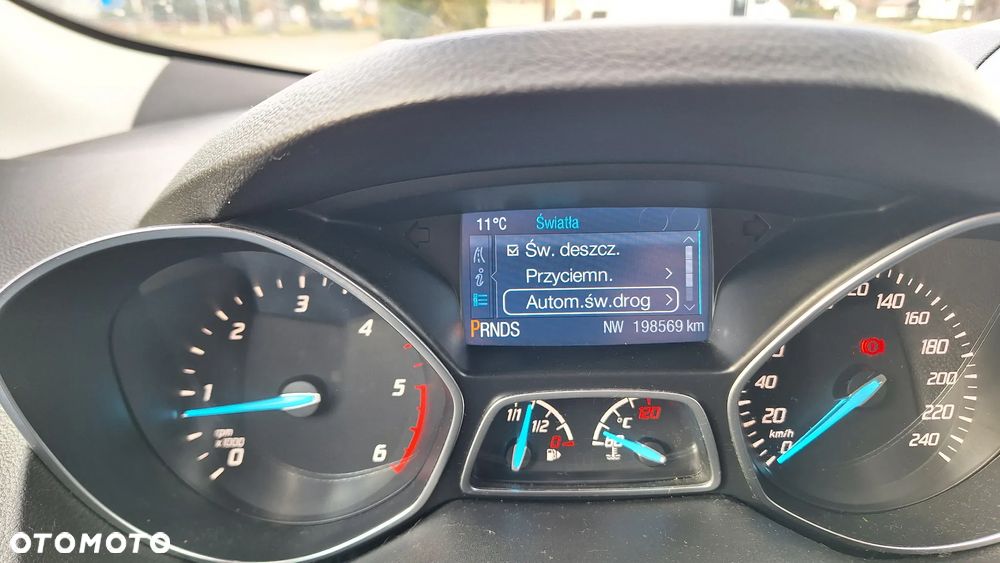 11°C Światła
Św. deszcz.
Przyciemn.
Autom.św.drog
PRNDS NW 198569 km
0 1 2 3 4 5 6
rpm
x1000
1/1 1/2 0
°C
60 120
0 20 40
140 160 180 200 220 240
km/h
OTOMOTO